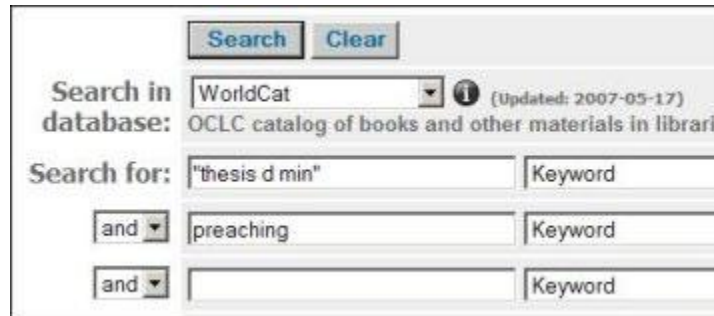 Search Clear
Search in WorldCat (Updated: 2007-05-17)
database: OCLC catalog of books and other materials in librari
Search for: "thesis d min" Keyword
and preaching Keyword
and Keyword